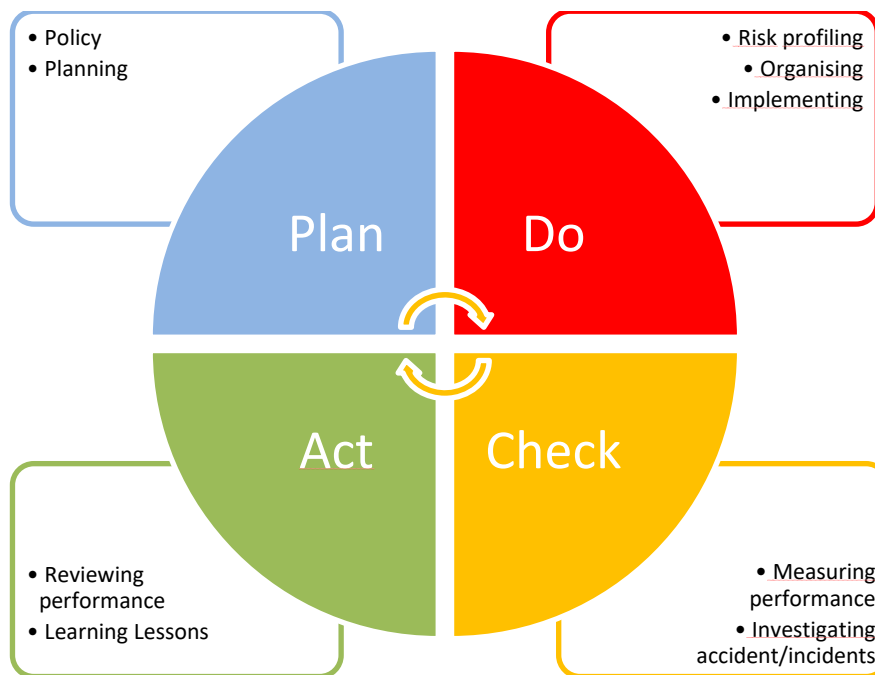 • Policy
• Planning
• Risk profiling
• Organising
• Implementing
Plan
Do
Act
Check
• Reviewing
performance
• Learning Lessons
• Measuring
performance
• Investigating
accident/incidents